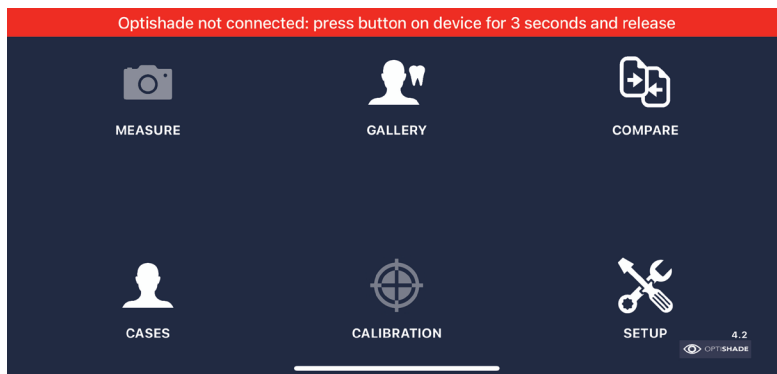 Optishade not connected: press button on device for 3 seconds and release
MEASURE
GALLERY
COMPARE
CASES
CALIBRATION
SETUP
4.2
OPTISHADE